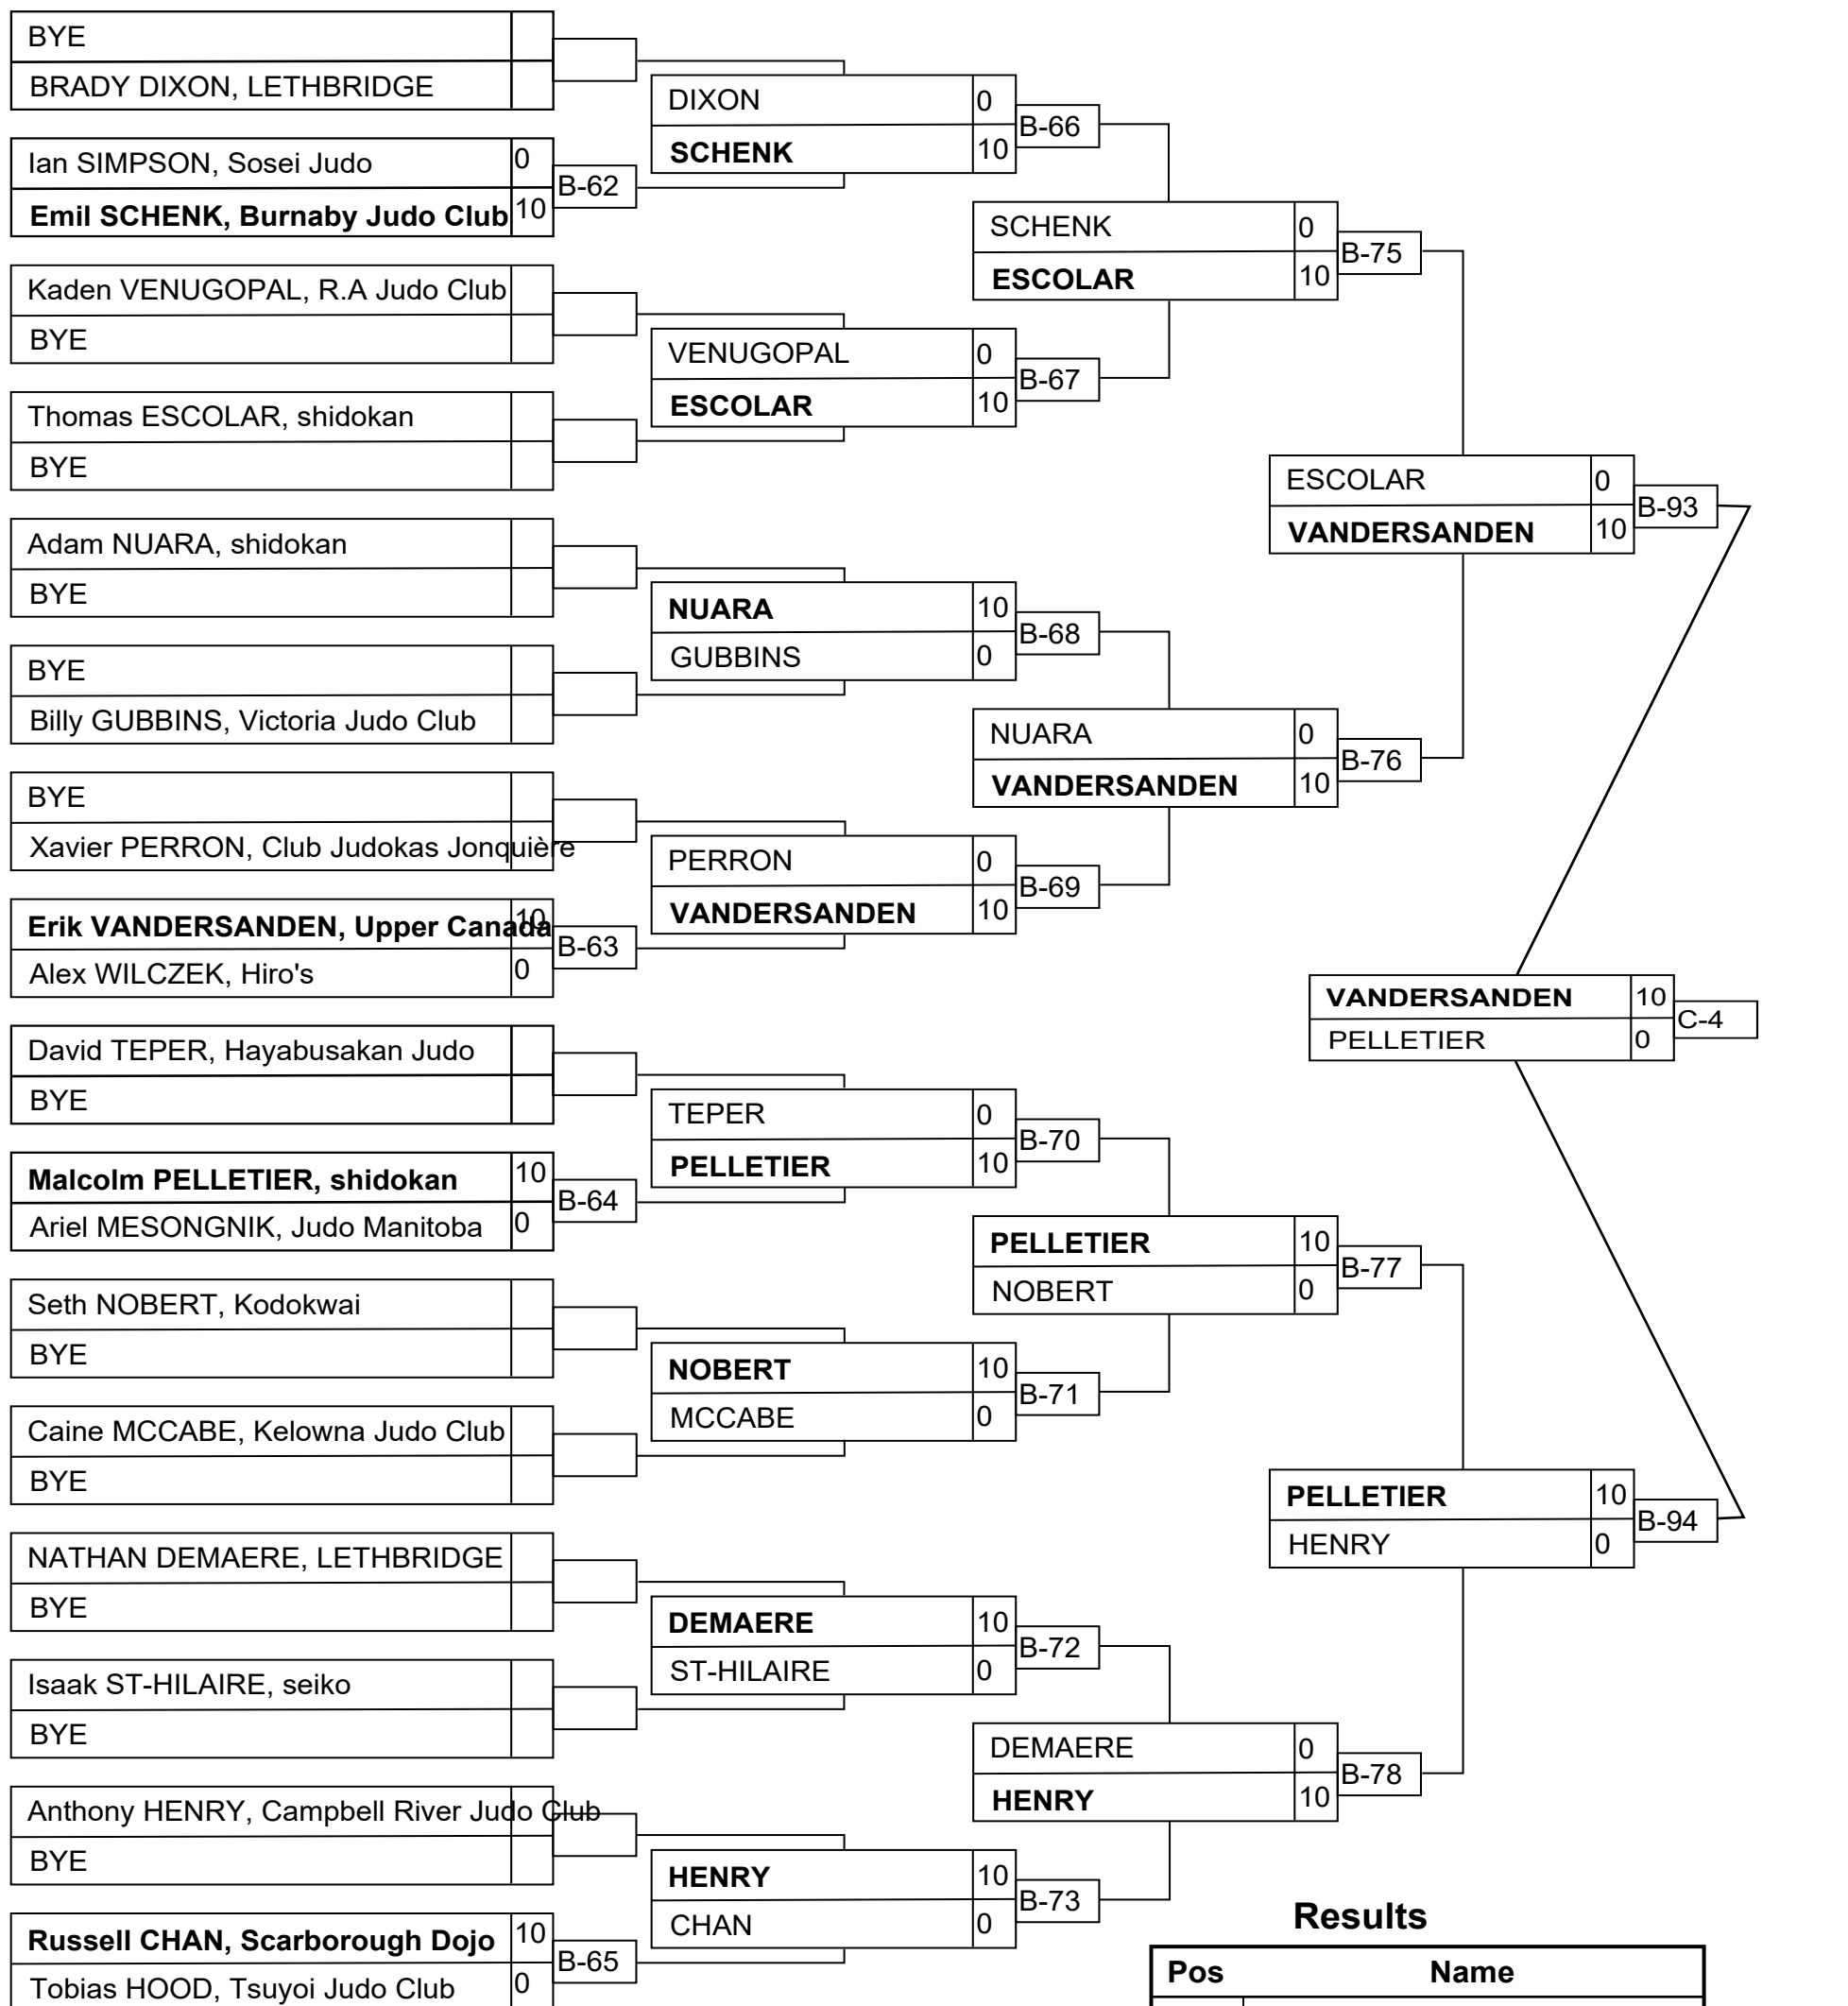 BYE
BRADY DIXON, LETHBRIDGE
Ian SIMPSON, Sosei Judo 0
Emil SCHENK, Burnaby Judo Club 10
B-62
Kaden VENUGOPAL, R.A Judo Club
BYE
Thomas ESCOLAR, shidokan
BYE
Adam NUARA, shidokan
BYE
BYE
Billy GUBBINS, Victoria Judo Club
BYE
Xavier PERRON, Club Judokas Jonquière
Erik VANDERSANDEN, Upper Canada 10
Alex WILCZEK, Hiro's 0
B-63
David TEPER, Hayabusakan Judo
BYE
Malcolm PELLETIER, shidokan 10
Ariel MESONGNIK, Judo Manitoba 0
B-64
Seth NOBERT, Kodokwai
BYE
Caine MCCABE, Kelowna Judo Club
BYE
NATHAN DEMAERE, LETHBRIDGE
BYE
Isaak ST-HILAIRE, seiko
BYE
Anthony HENRY, Campbell River Judo Club
BYE
Russell CHAN, Scarborough Dojo 10
Tobias HOOD, Tsuyoi Judo Club 0
B-65
DIXON 0
SCHENK 10
B-66
VENUGOPAL 0
ESCOLAR 10
B-67
NUARA 10
GUBBINS 0
B-68
PERRON 0
VANDERSANDEN 10
B-69
TEPER 0
PELLETIER 10
B-70
NOBERT 10
MCCABE 0
B-71
DEMAERE 10
ST-HILAIRE 0
B-72
HENRY 10
CHAN 0
B-73
SCHENK 0
ESCOLAR 10
B-75
NUARA 0
VANDERSANDEN 10
B-76
PELLETIER 10
NOBERT 0
B-77
DEMAERE 0
HENRY 10
B-78
ESCOLAR 0
VANDERSANDEN 10
B-93
PELLETIER 10
HENRY 0
B-94
VANDERSANDEN 10
PELLETIER 0
C-4
Results
Pos Name